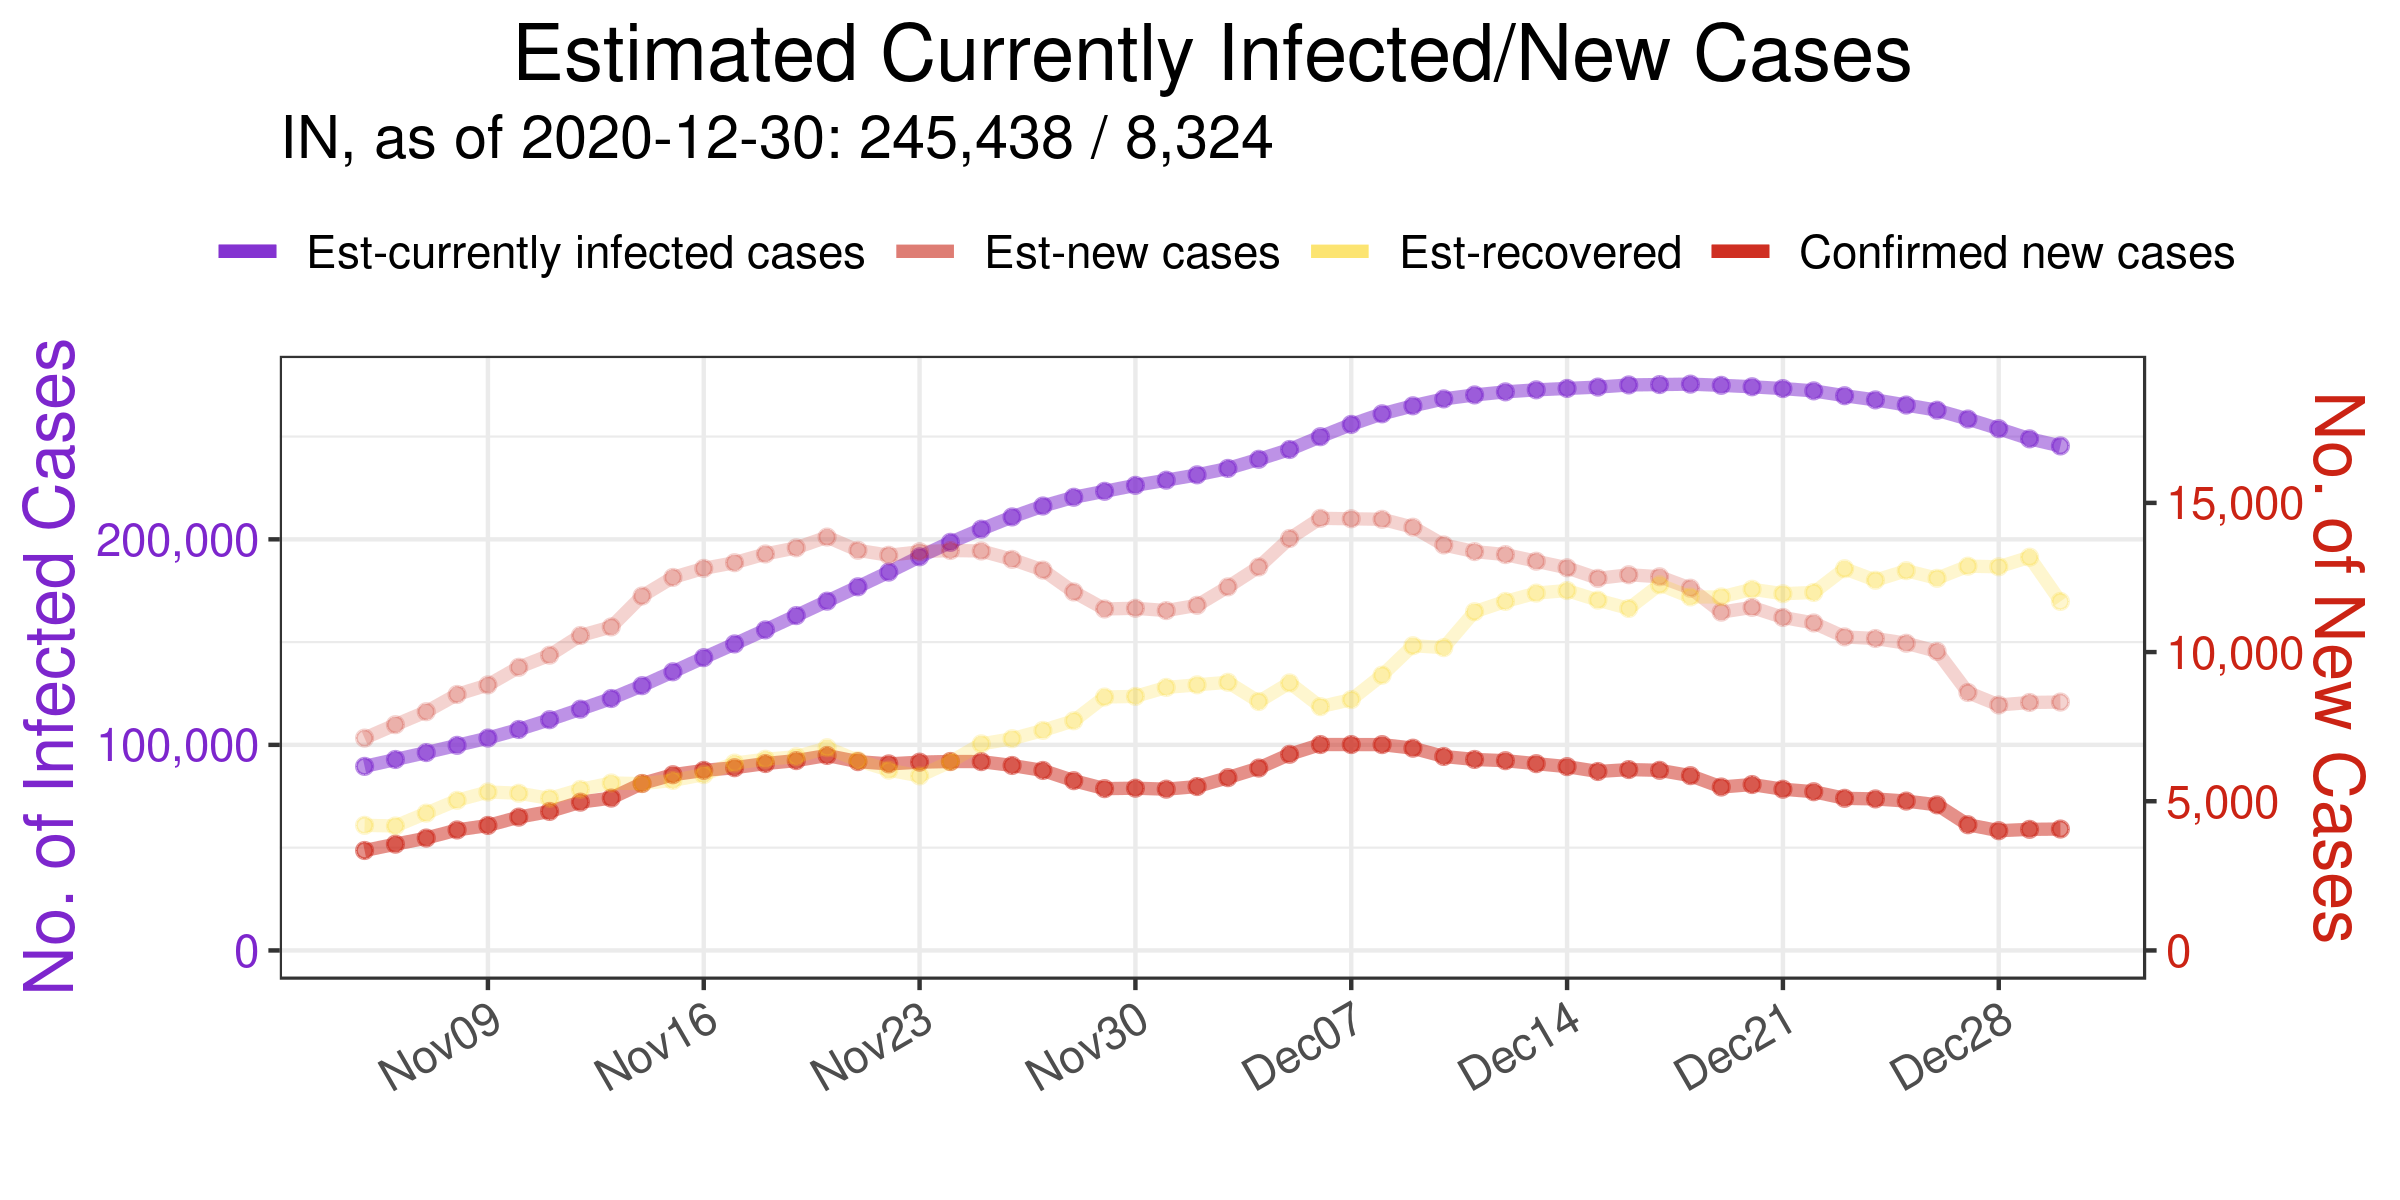 Estimated Currently Infected/New Cases
IN, as of 2020-12-30: 245,438 / 8,324
Est-currently infected cases Est-new cases Est-recovered Confirmed new cases
No. of Infected Cases
200,000
100,000
0
15,000
10,000
5,000
0
No. of New Cases
Nov09 Nov16 Nov23 Nov30 Dec07 Dec14 Dec21 Dec28